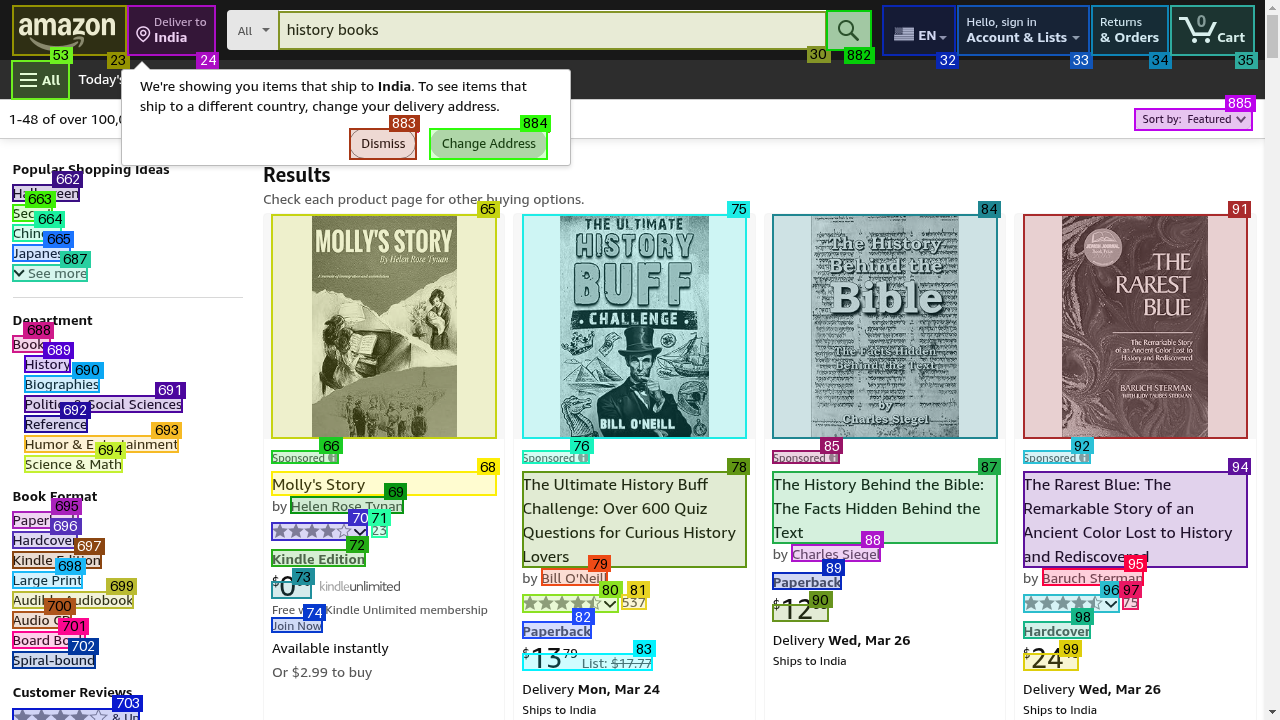 amazon
Deliver to
India
All
history books
EN
Hello, sign in
Account & Lists
Returns
& Orders
0
Cart
53
23
24
30
882
32
33
34
35
All
Today's
We're showing you items that ship to India. To see items that
ship to a different country, change your delivery address.
883
884
Dismiss
Change Address
885
1-48 of over 100,0
Sort by: Featured
Popular Shopping Ideas
662
663
664
665
687
See more
Department
688
Book
689
History
690
Biographies
691
Politics & Social Sciences
692
Reference
693
Humor & Entertainment
694
Science & Math
Book Format
695
Paper
696
Hardcover
697
Kindle Edition
698
Large Print
699
Audible Audiobook
700
Audio C
701
Board Bo
702
Spiral-bound
Customer Reviews
703
& Up
Results
Check each product page for other buying options.
65
MOLLY'S STORY
By Helen Rose Tynan
66
Sponsored
68
Molly's Story
69
by Helen Rose Tynan
70
71
23
72
Kindle Edition
73
$0
kindleunlimited
Free w Kindle Unlimited membership
74
Join Now
Available instantly
Or $2.99 to buy
75
THE ULTIMATE
HISTORY
BUFF
CHALLENGE
BILL O'NEILL
76
Sponsored
78
The Ultimate History Buff
Challenge: Over 600 Quiz
Questions for Curious History
Lovers
79
by Bill O'Neill
80
81
537
82
Paperback
83
$13.79 List: $17.77
Delivery Mon, Mar 24
Ships to India
84
The History
Behind the
Bible
The Facts Hidden
Behind the Text
by
Charles Siegel
85
Sponsored
87
The History Behind the Bible:
The Facts Hidden Behind the
Text
88
by Charles Siegel
89
Paperback
90
$12
Delivery Wed, Mar 26
Ships to India
91
THE
RAREST
BLUE
The Remarkable Story
of an Ancient Color Lost to
History and Rediscovered
BARUCH STERMAN
WITH JUDY TAUBES STERMAN
92
Sponsored
94
The Rarest Blue: The
Remarkable Story of an
Ancient Color Lost to History
and Rediscovered
95
by Baruch Sterman
96
97
75
98
Hardcover
99
$24
Delivery Wed, Mar 26
Ships to India